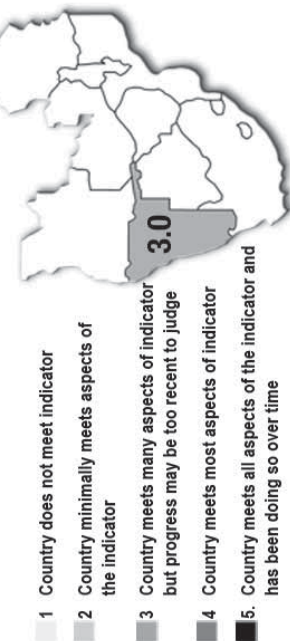 1 Country does not meet indicator
2 Country minimally meets aspects of
the indicator
3 Country meets many aspects of indicator
but progress may be too recent to judge
4 Country meets most aspects of indicator
5. Country meets all aspects of the indicator and
has been doing so over time
3.0